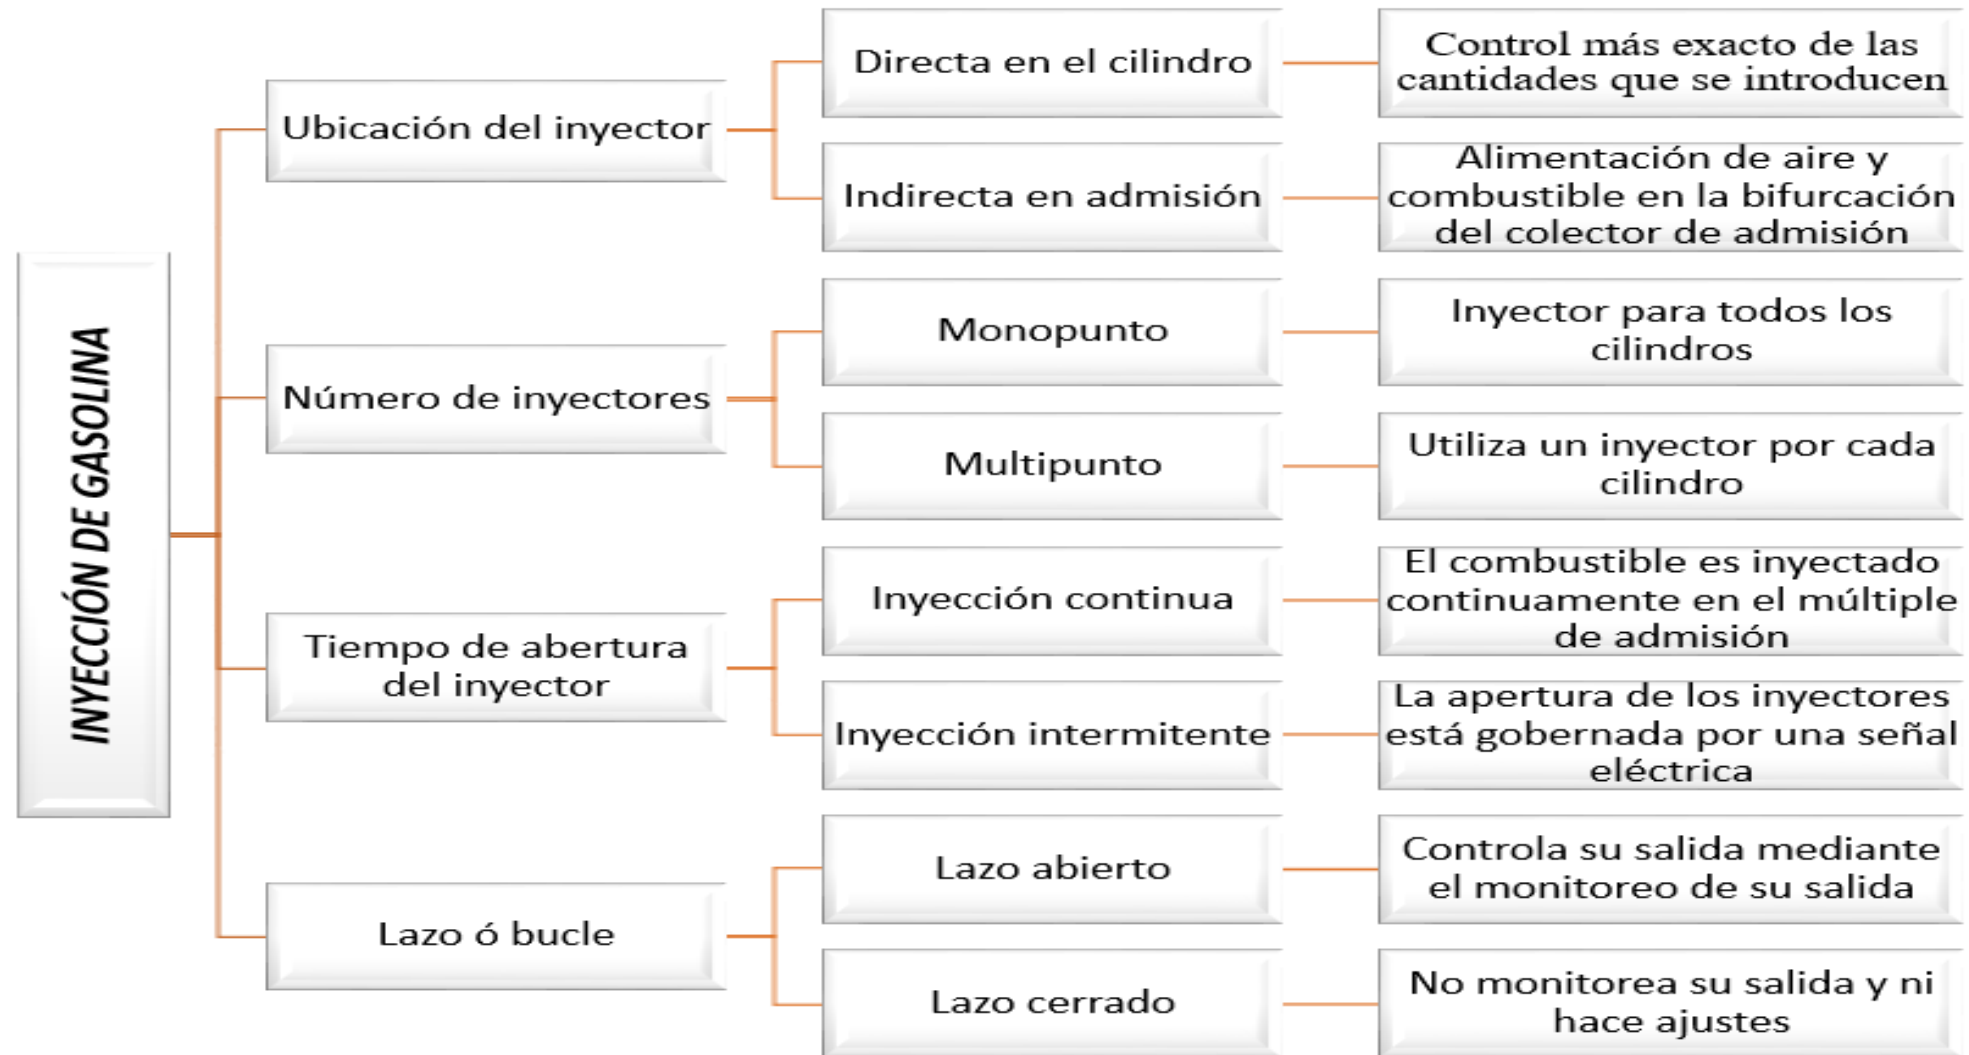 INYECCIÓN DE GASOLINA
Ubicación del inyector
Directa en el cilindro
Control más exacto de las
cantidades que se introducen
Indirecta en admisión
Alimentación de aire y
combustible en la bifurcación
del colector de admisión
Número de inyectores
Monopunto
Inyector para todos los
cilindros
Multipunto
Utiliza un inyector por cada
cilindro
Tiempo de abertura
del inyector
Inyección continua
El combustible es inyectado
continuamente en el múltiple
de admisión
Inyección intermitente
La apertura de los inyectores
está gobernada por una señal
eléctrica
Lazo ó bucle
Lazo abierto
Controla su salida mediante
el monitoreo de su salida
Lazo cerrado
No monitorea su salida y ni
hace ajustes